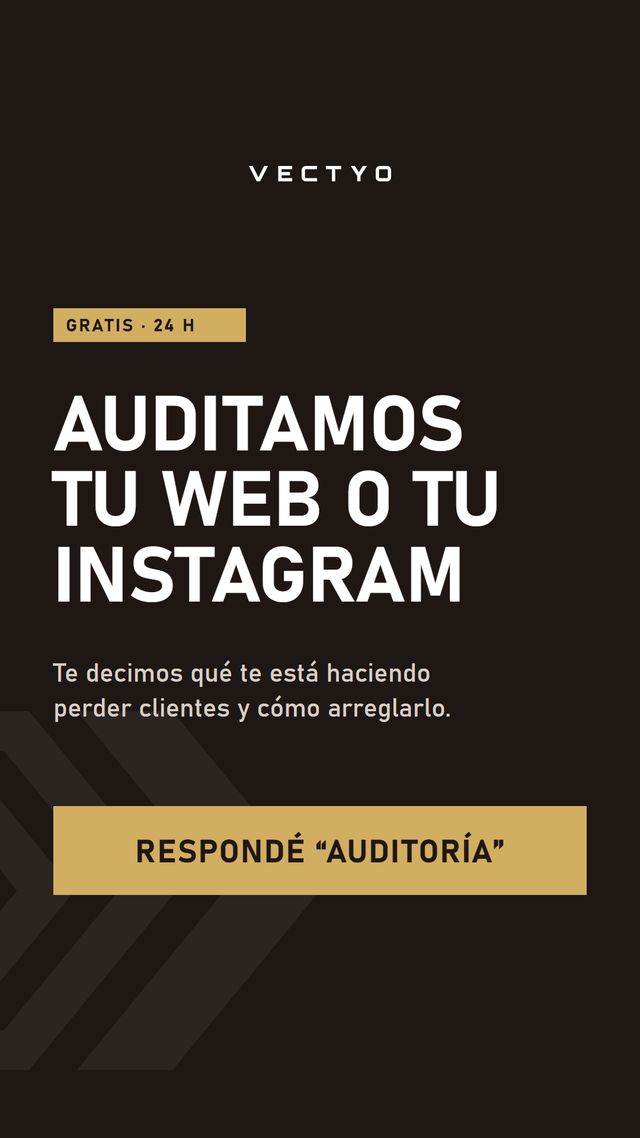 VECTYO
GRATIS · 24 H
AUDITAMOS
TU WEB O TU
INSTAGRAM
Te decimos qué te está haciendo
perder clientes y cómo arreglarlo.
RESPONDÉ “AUDITORÍA”